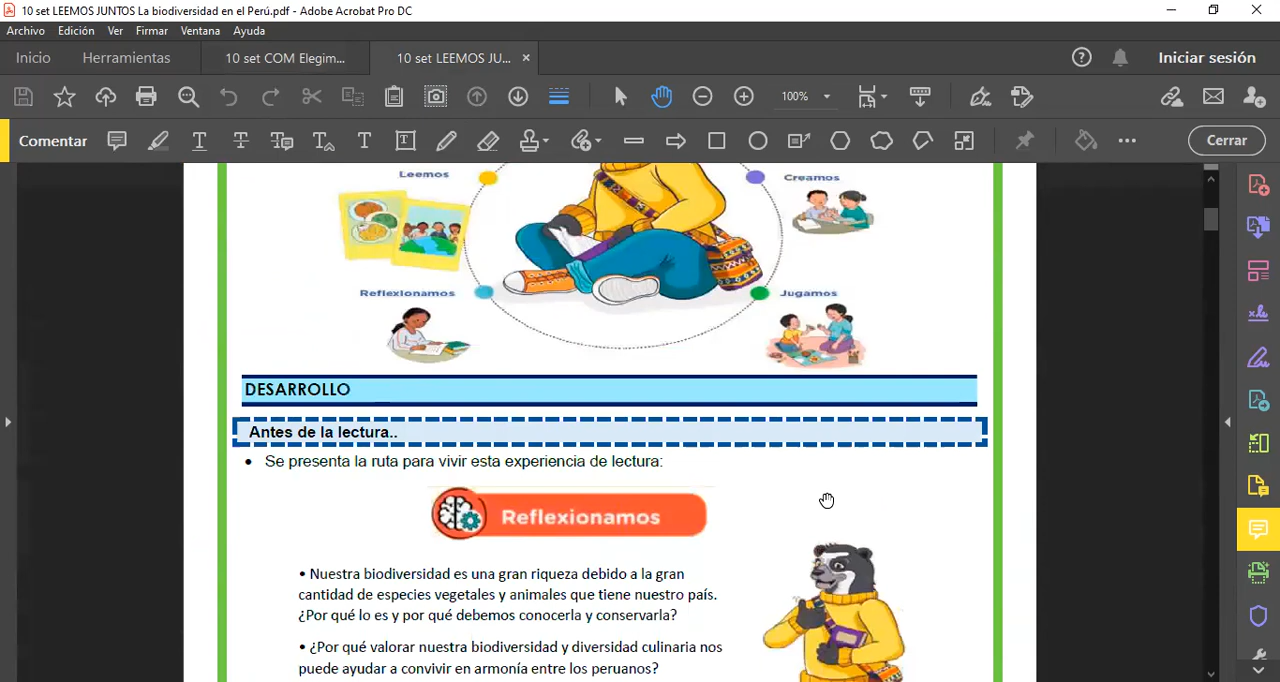 10 set LEEMOS JUNTOS La biodiversidad en el Perú.pdf - Adobe Acrobat Pro DC
Archivo Edición Ver Firmar Ventana Ayuda
Inicio Herramientas 10 set COM Elegim... 10 set LEEMOS JU... × Iniciar sesión
100%
Comentar Cerrar
Leemos Creamos
Reflexionamos Jugamos
DESARROLLO
Antes de la lectura..
• Se presenta la ruta para vivir esta experiencia de lectura:
Reflexionamos
• Nuestra biodiversidad es una gran riqueza debido a la gran
cantidad de especies vegetales y animales que tiene nuestro país.
¿Por qué lo es y por qué debemos conocerla y conservarla?
• ¿Por qué valorar nuestra biodiversidad y diversidad culinaria nos
puede ayudar a convivir en armonía entre los peruanos?